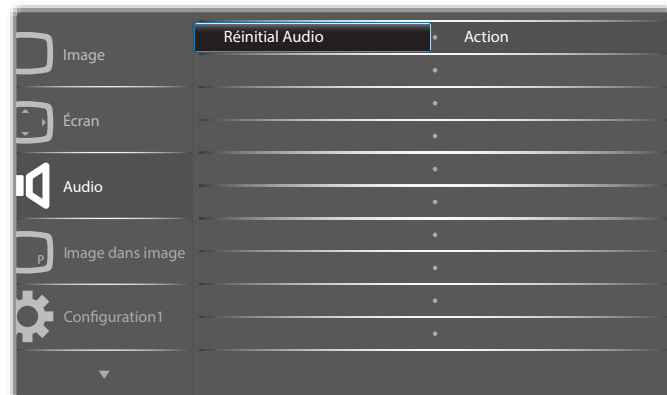 Image
Écran
Audio
Image dans image
P
Configuration1
Réinitial Audio
Action